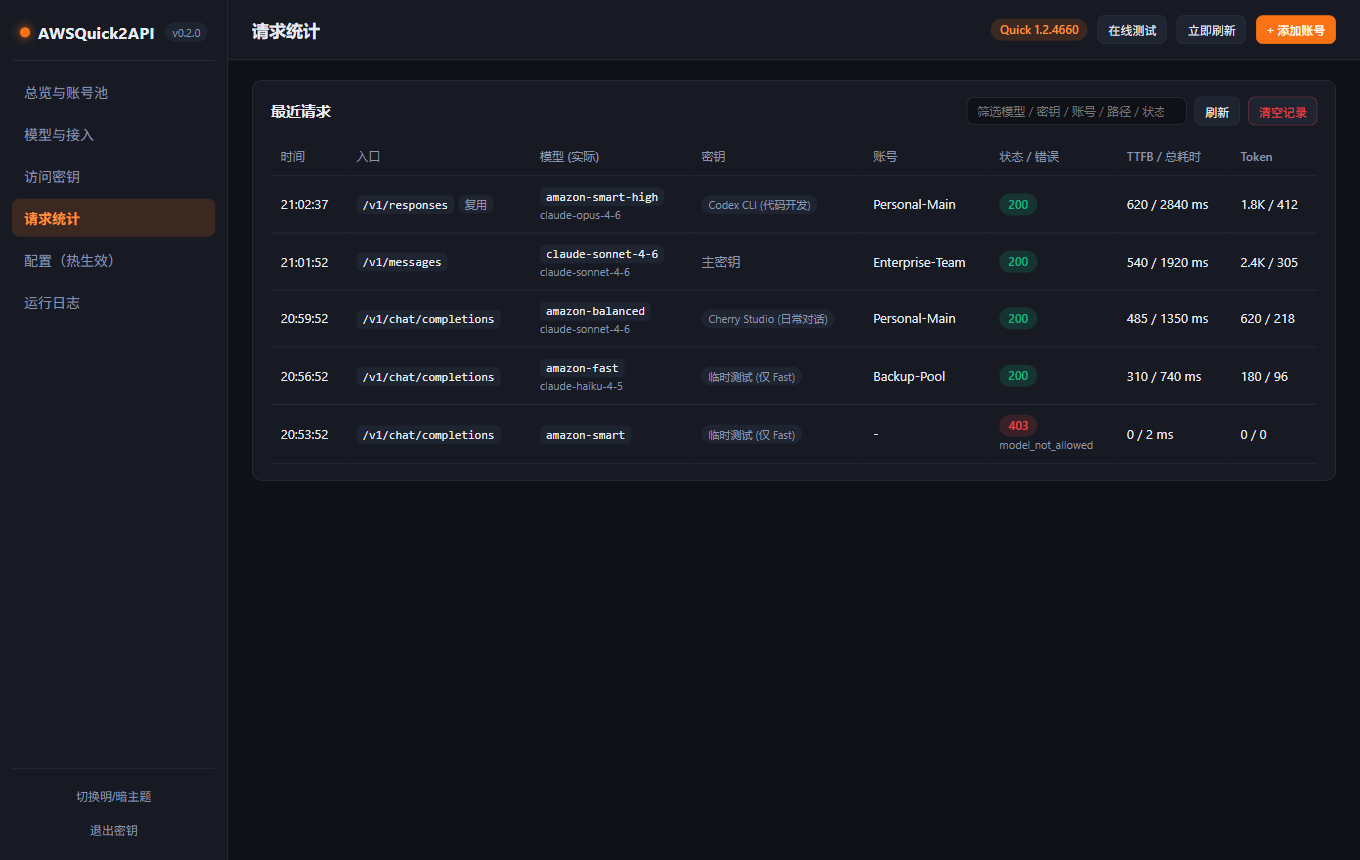 AWSQuick2API v0.2.0
总览与账号池
模型与接入
访问密钥
请求统计
配置（热生效）
运行日志
切换明/暗主题
退出密钥
请求统计
Quick 1.2.4660 在线测试 立即刷新 + 添加账号
最近请求
筛选模型 / 密钥 / 账号 / 路径 / 状态 刷新 清空记录
时间 入口 模型 (实际) 密钥 账号 状态 / 错误 TTFB / 总耗时 Token
21:02:37 /v1/responses 复用 amazon-smart-high Codex CLI (代码开发) Personal-Main 200 620 / 2840 ms 1.8K / 412
claude-opus-4-6
21:01:52 /v1/messages claude-sonnet-4-6 主密钥 Enterprise-Team 200 540 / 1920 ms 2.4K / 305
claude-sonnet-4-6
20:59:52 /v1/chat/completions amazon-balanced Cherry Studio (日常对话) Personal-Main 200 485 / 1350 ms 620 / 218
claude-sonnet-4-6
20:56:52 /v1/chat/completions amazon-fast 临时测试 (仅 Fast) Backup-Pool 200 310 / 740 ms 180 / 96
claude-haiku-4-5
20:53:52 /v1/chat/completions amazon-smart 临时测试 (仅 Fast) - 403 0 / 2 ms 0 / 0
model_not_allowed